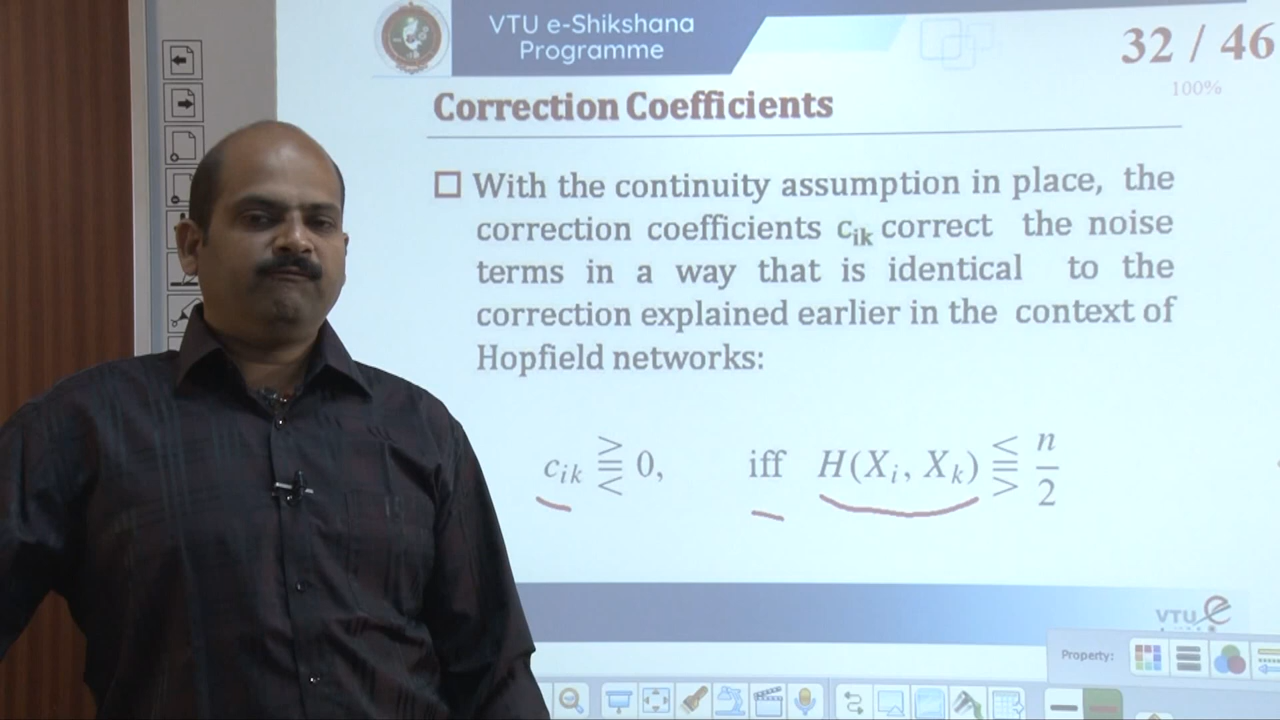 VTU e-Shikshana
Programme
32 / 46
100%
Correction Coefficients
With the continuity assumption in place, the
correction coefficients cik correct the noise
terms in a way that is identical to the
correction explained earlier in the context of
Hopfield networks:
cik ⪌ 0, iff H(Xi, Xk) ⪋ n/2
VTU e
Property: